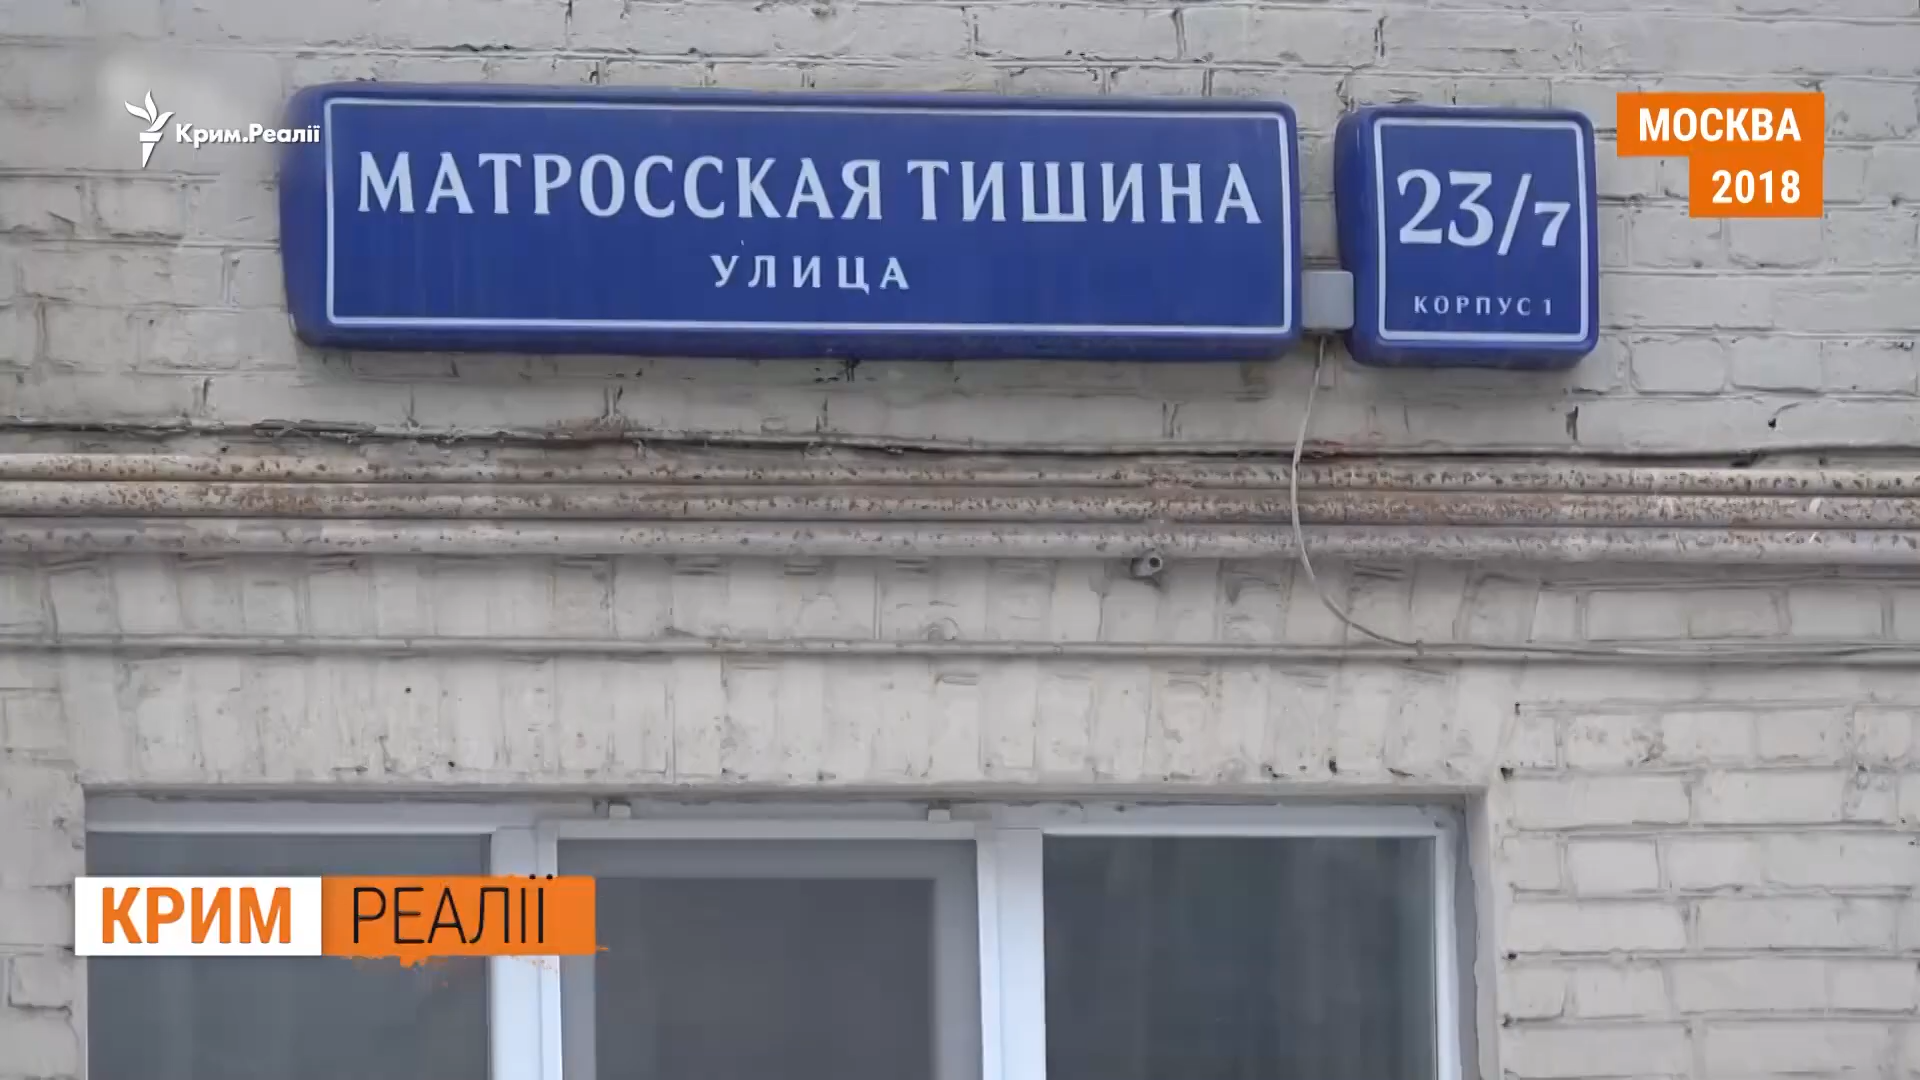 Крим.Реалії
МАТРОССКАЯ ТИШИНА
УЛИЦА
23/7
КОРПУС 1
МОСКВА
2018
КРИМ РЕАЛІЇ